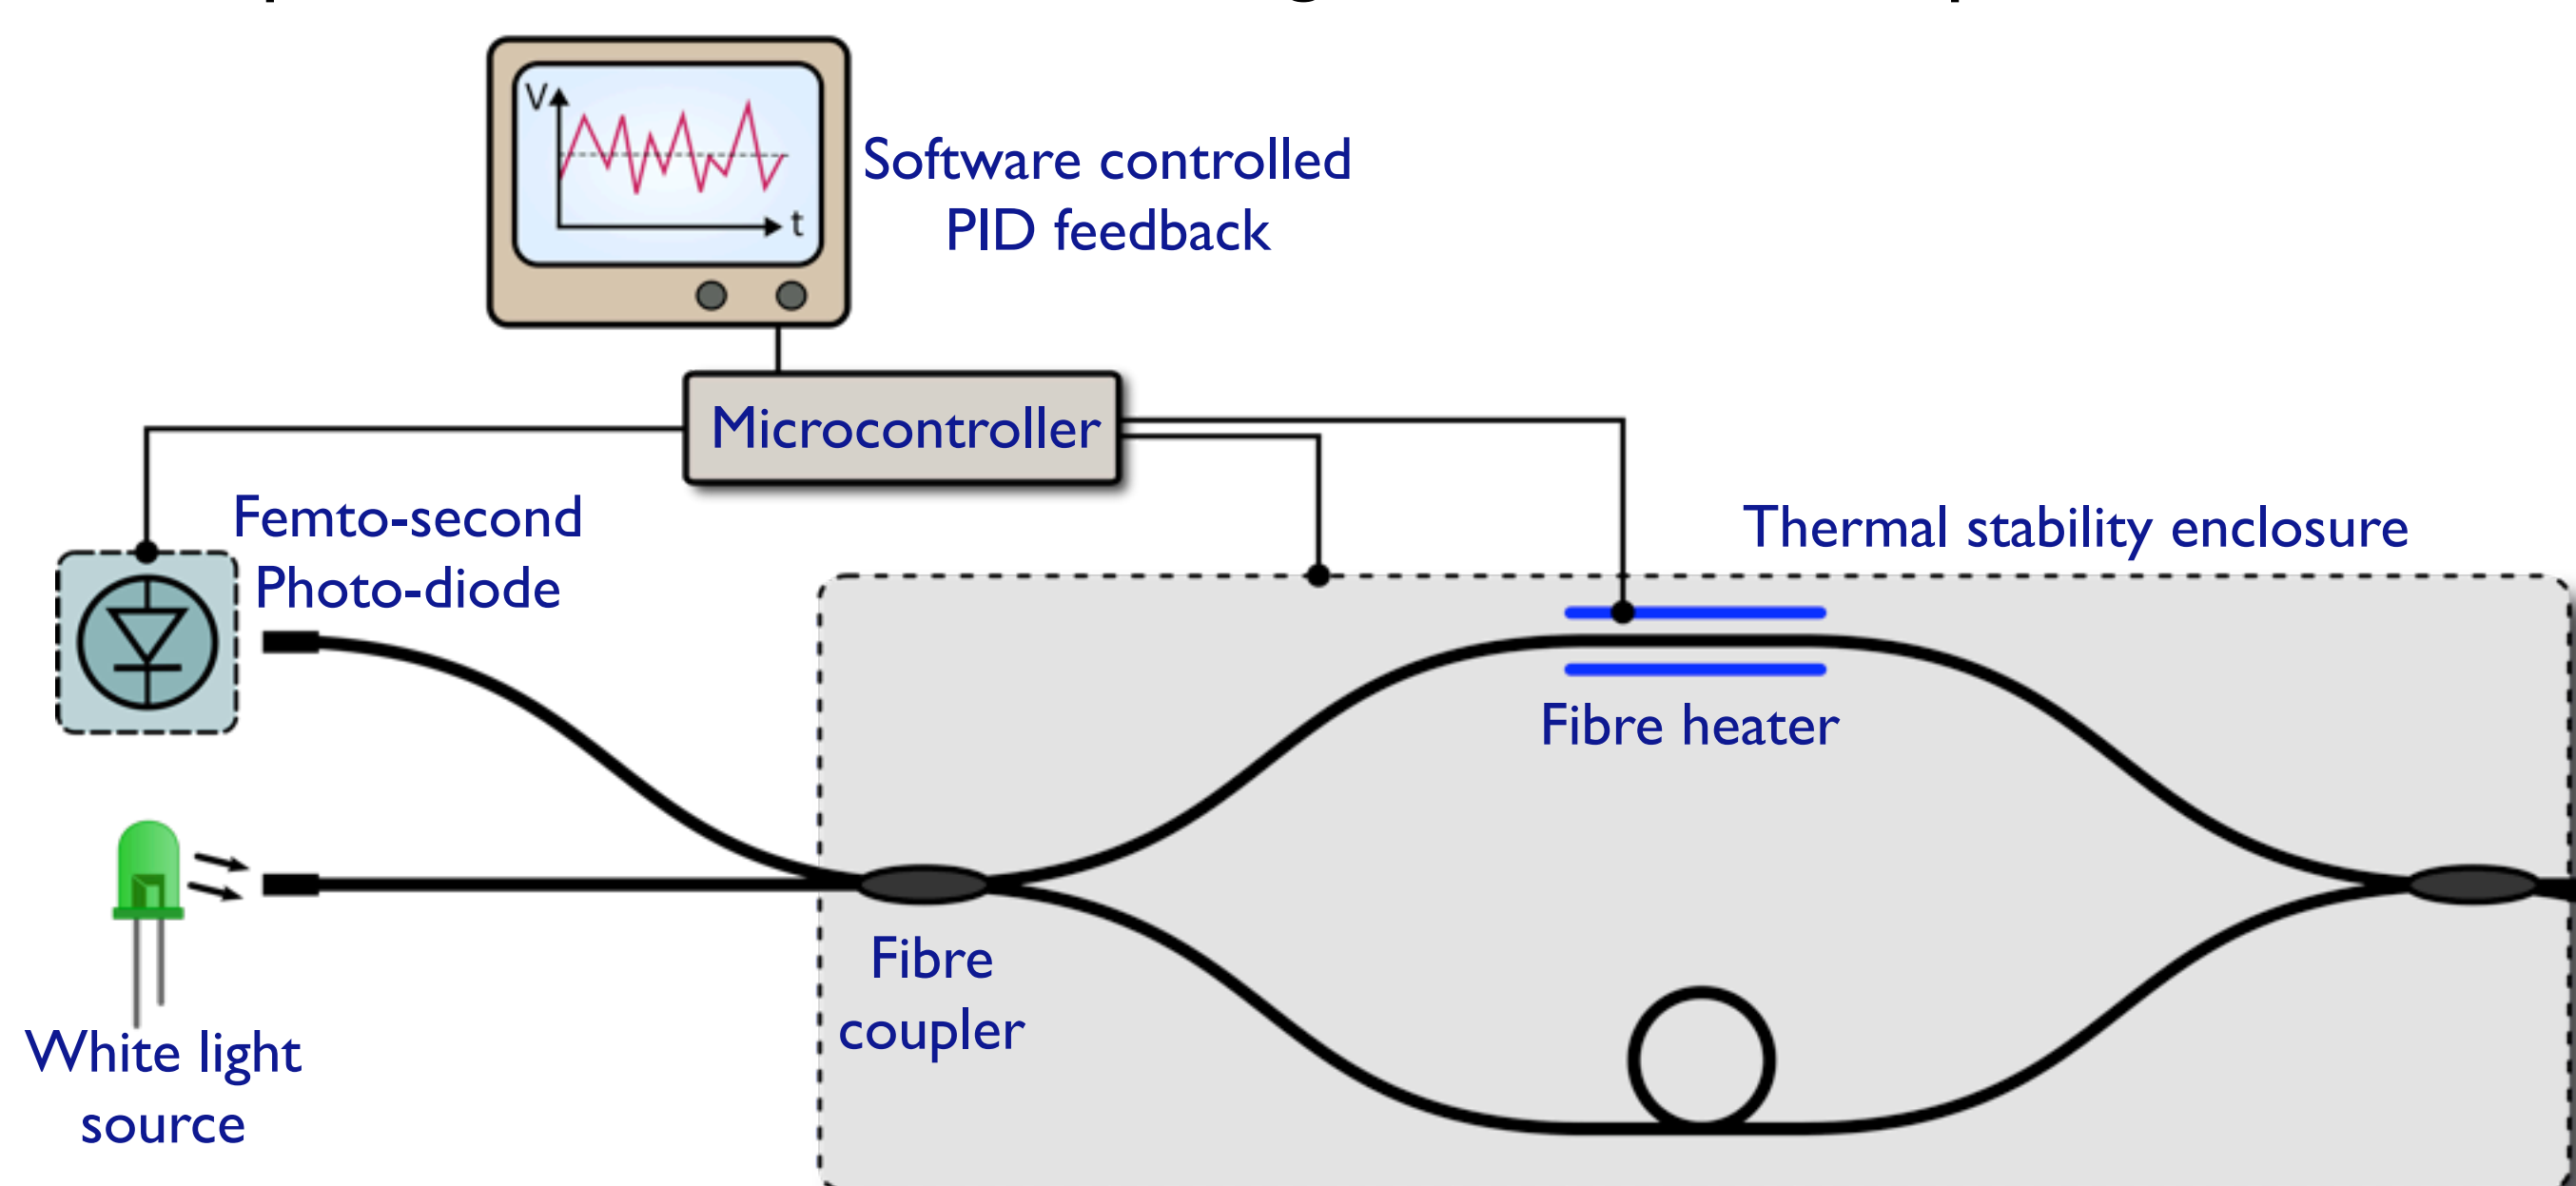 V
t
Software controlled
PID feedback
Microcontroller
Femto-second
Photo-diode
Thermal stability enclosure
Fibre heater
Fibre
coupler
White light
source